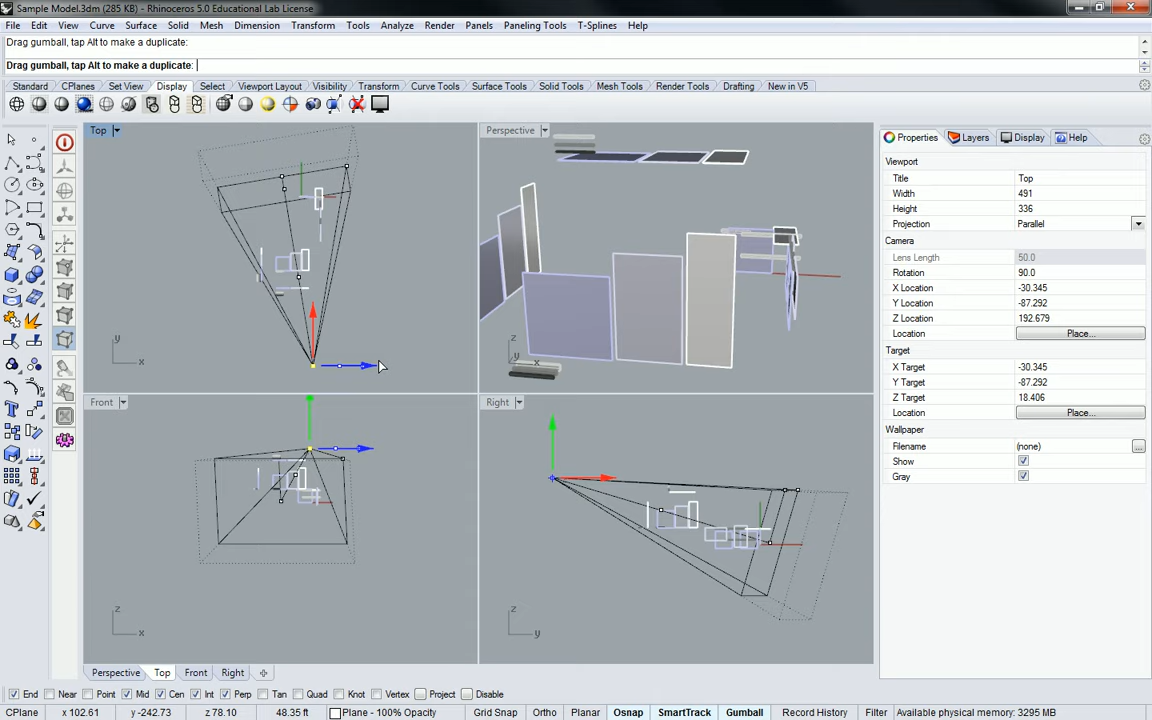 Sample Model.3dm (285 KB) - Rhinoceros 5.0 Educational Lab License
File Edit View Curve Surface Solid Mesh Dimension Transform Tools Analyze Render Panels Paneling Tools T-Splines Help
Drag gumball, tap Alt to make a duplicate:
Drag gumball, tap Alt to make a duplicate:
Standard CPlanes Set View Display Select Viewport Layout Visibility Transform Curve Tools Surface Tools Solid Tools Mesh Tools Render Tools Drafting New in V5
Top Perspective
Properties Layers Display Help
Viewport
Title Top
Width 491
Height 336
Projection Parallel
Camera
Lens Length 50.0
Rotation 90.0
X Location -30.345
Y Location -87.292
Z Location 192.679
Location Place...
Target
X Target -30.345
Y Target -87.292
Z Target 18.406
Location Place...
Wallpaper
Filename (none) ...
Show
Gray
y x
z y x
Front Right
z x
z y
Perspective Top Front Right
End Near Point Mid Cen Int Perp Tan Quad Knot Vertex Project Disable
CPlane x 102.61 y -242.73 z 78.10 48.35 ft Plane - 100% Opacity Grid Snap Ortho Planar Osnap SmartTrack Gumball Record History Filter Available physical memory: 3295 MB